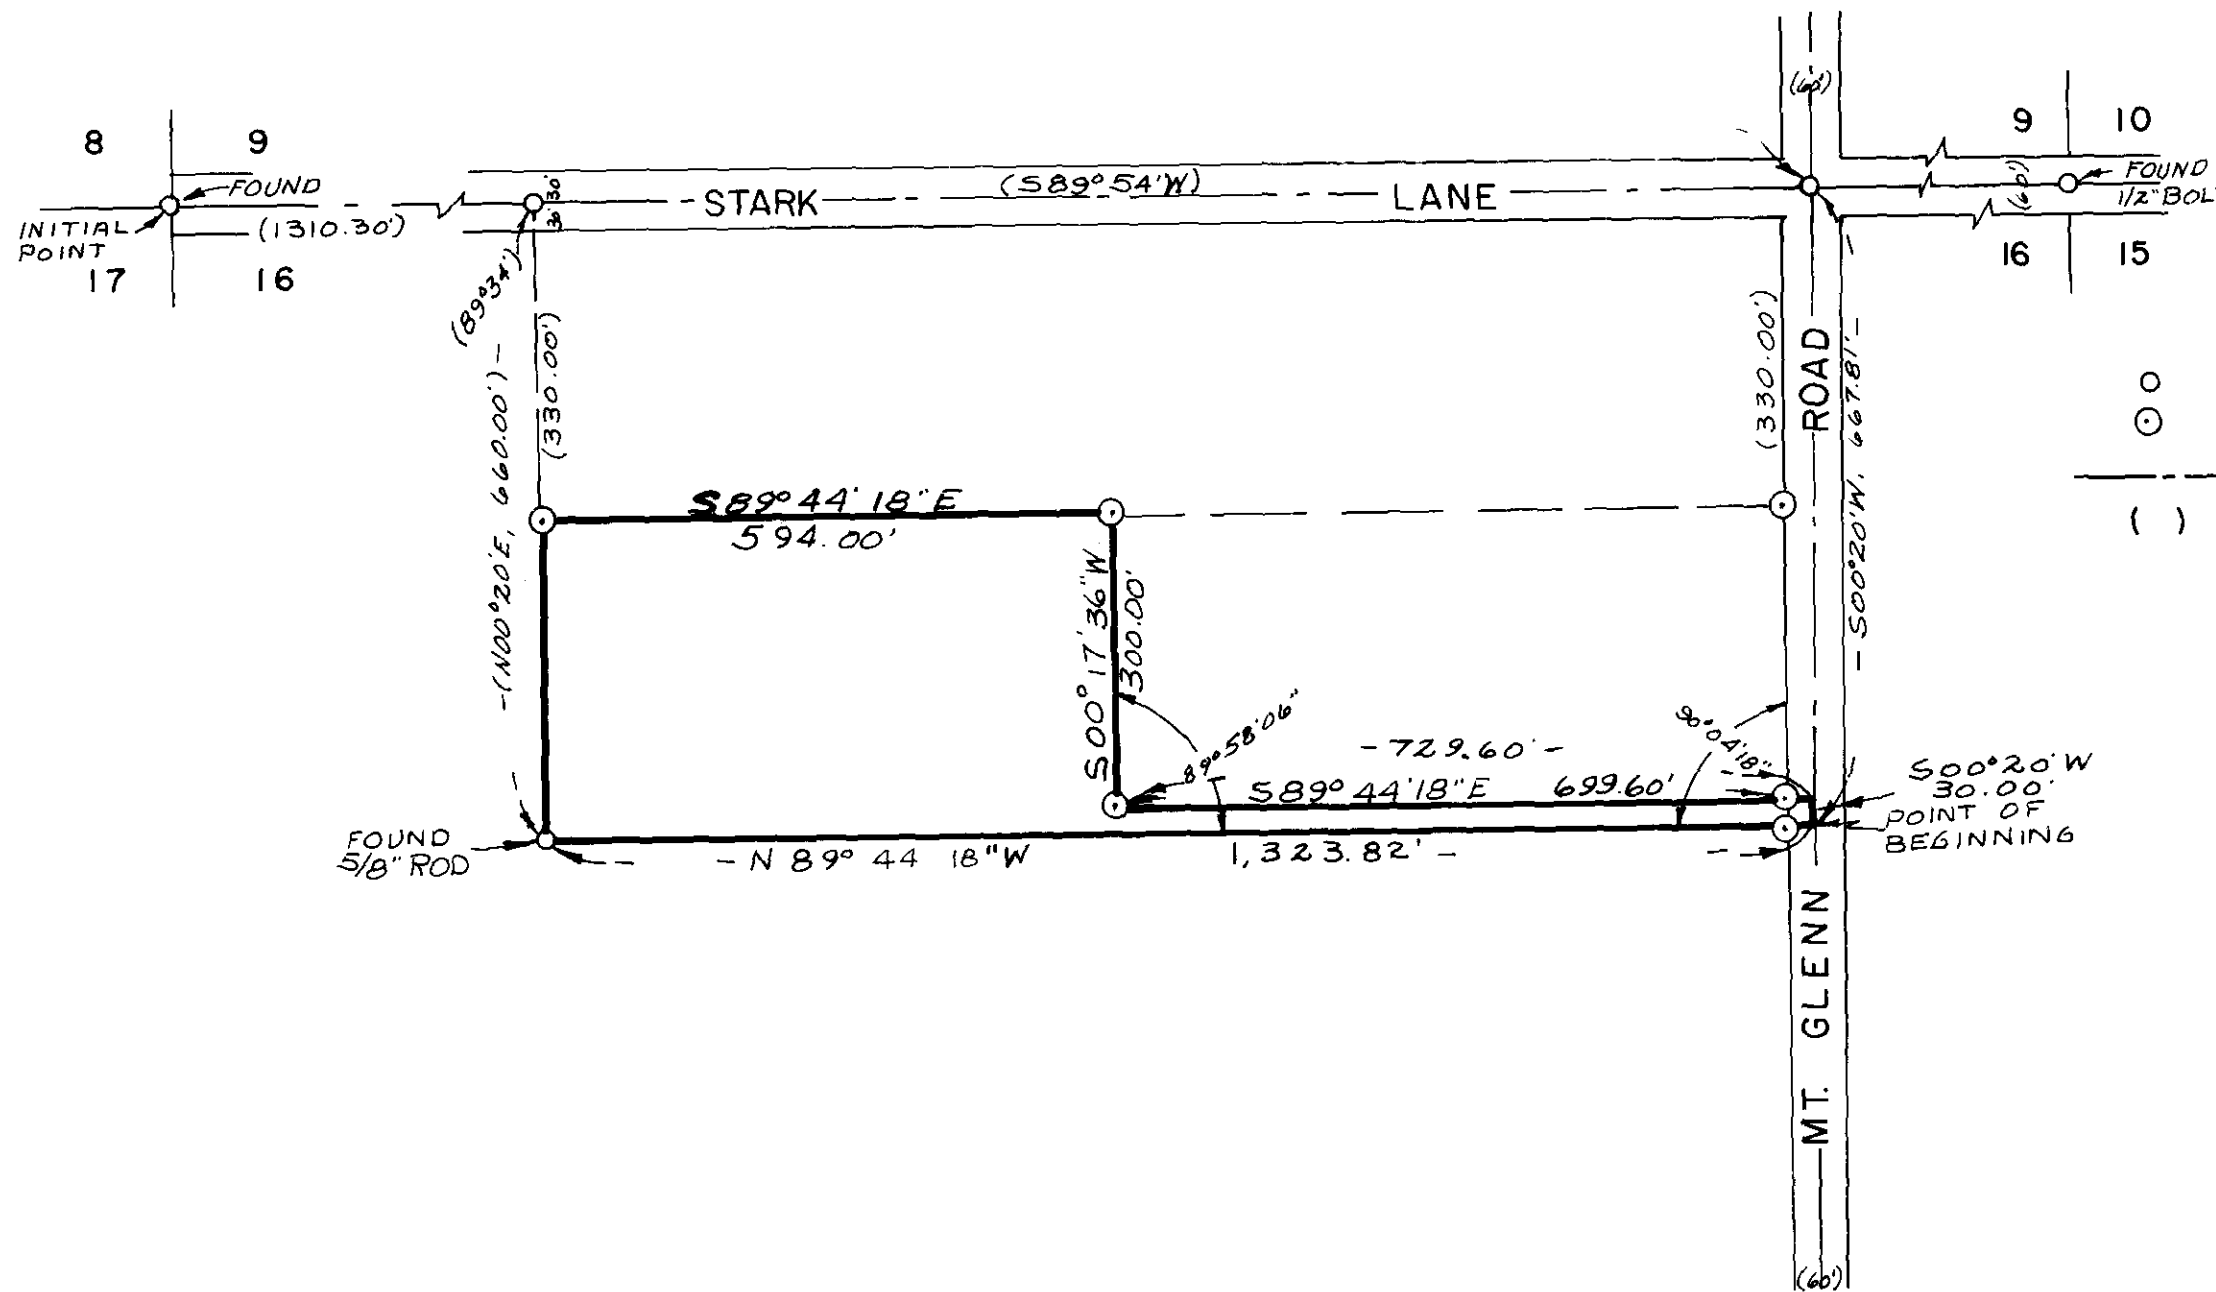 (60')
8
9
9
10
FOUND
FOUND
1/2" BOL
INITIAL
POINT
(1310.30')
30'
30'
STARK
(S89°54'W)
LANE
(60')
17
16
16
15
(89°34')
(330.00')
-(N00°20'E, 660.00')-
(330.00')
ROAD
- S00°20'W, 667.81' -
( )
S89°44'18"E
594.00'
S00°17'36"W
300.00'
89°58'06"
90°04'18"
- 729.60' -
S89°44'18"E 699.60'
S00°20'W
30.00'
POINT OF
BEGINNING
FOUND
5/8" ROD
- N 89° 44 18" W 1,323.82' -
MT. GLENN
(60')